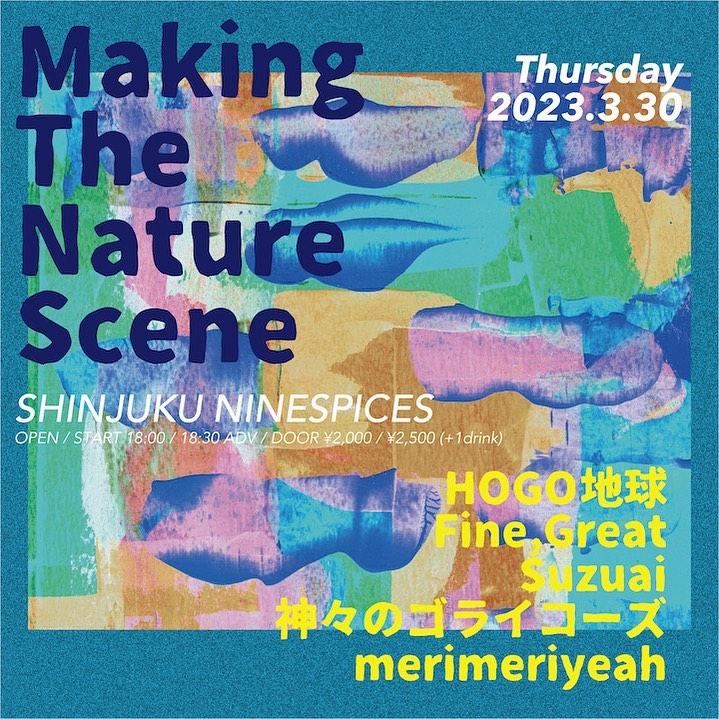 Making
The
Nature
Scene
Thursday
2023.3.30
SHINJUKU NINESPICES
OPEN / START 18:00 / 18:30 ADV / DOOR ¥2,000 / ¥2,500 (+1drink)
HOGO地球
Fine,Great
Suzuai
神々のゴライコーズ
merimeriyeah